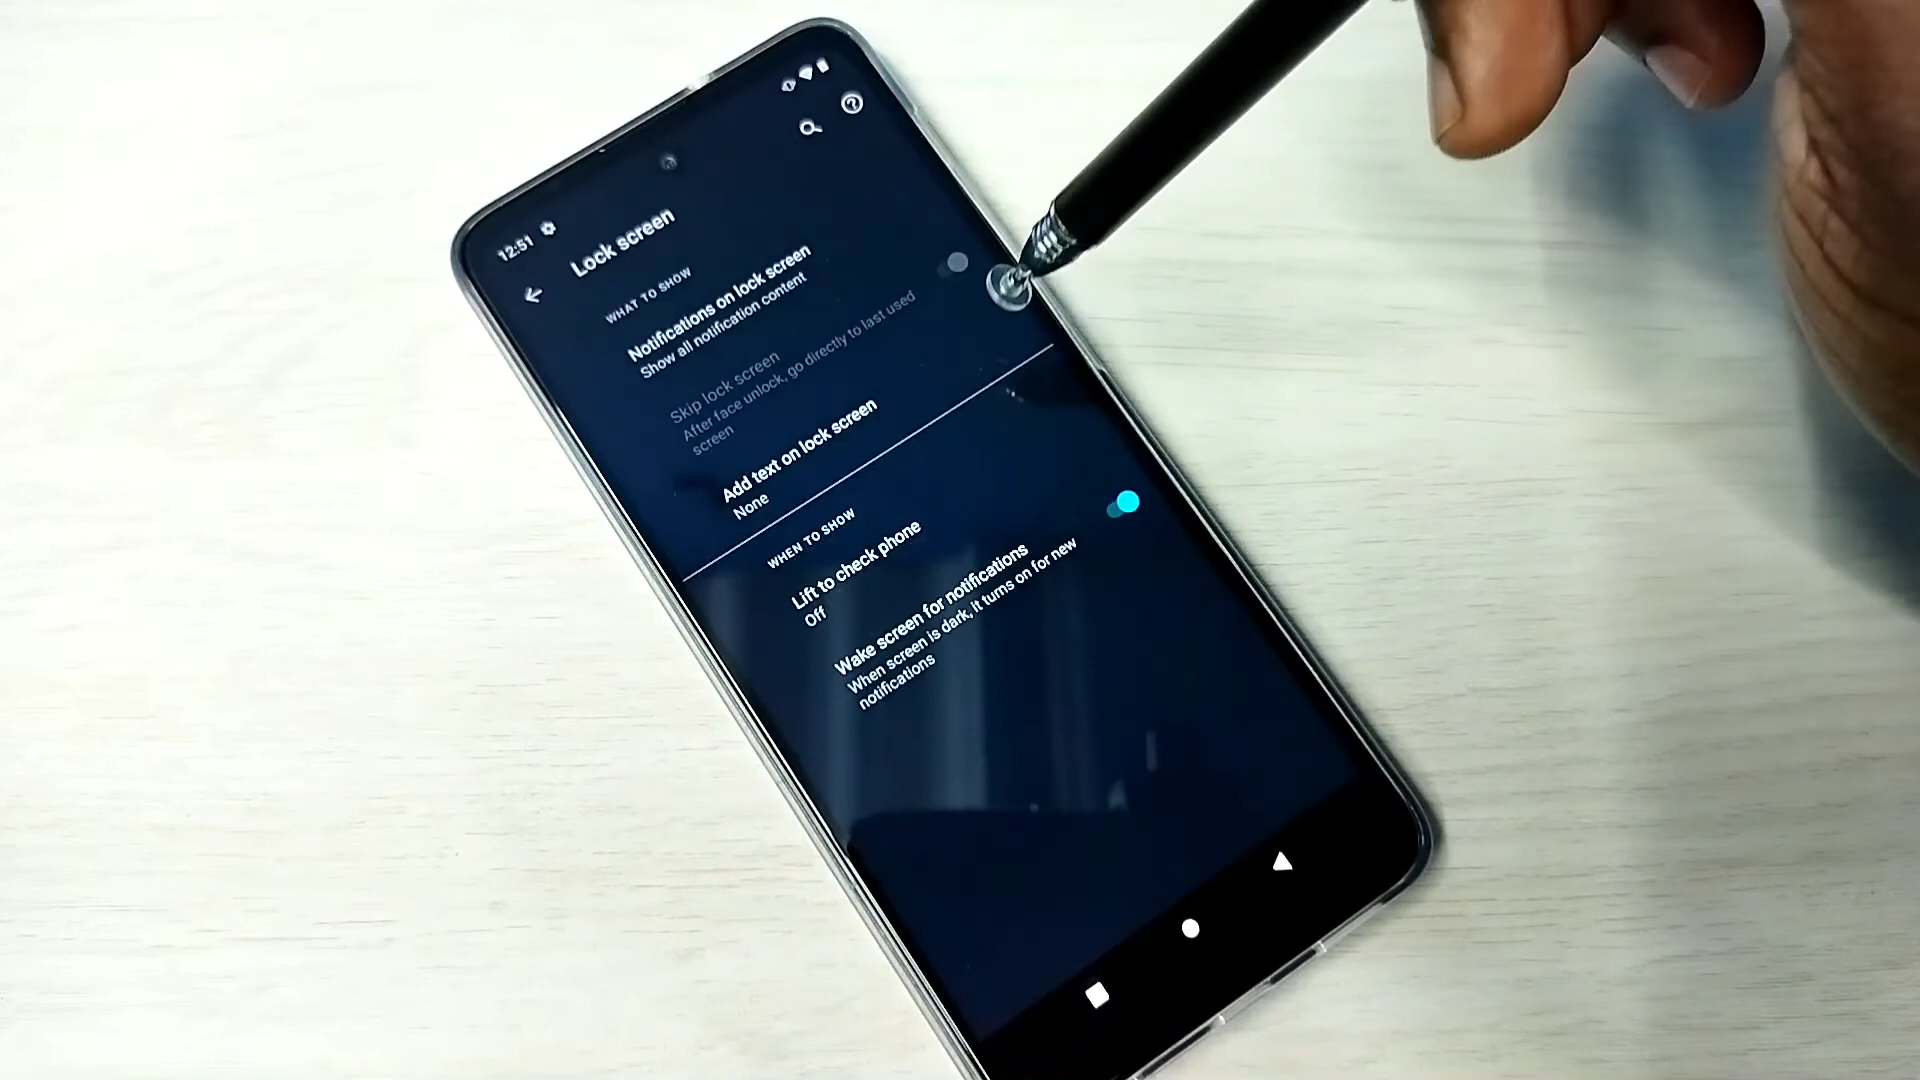 12:51
Lock screen
WHAT TO SHOW
Notifications on lock screen
Show all notification content
Skip lock screen
After face unlock, go directly to last used
screen
Add text on lock screen
None
WHEN TO SHOW
Lift to check phone
Off
Wake screen for notifications
When screen is dark, it turns on for new
notifications